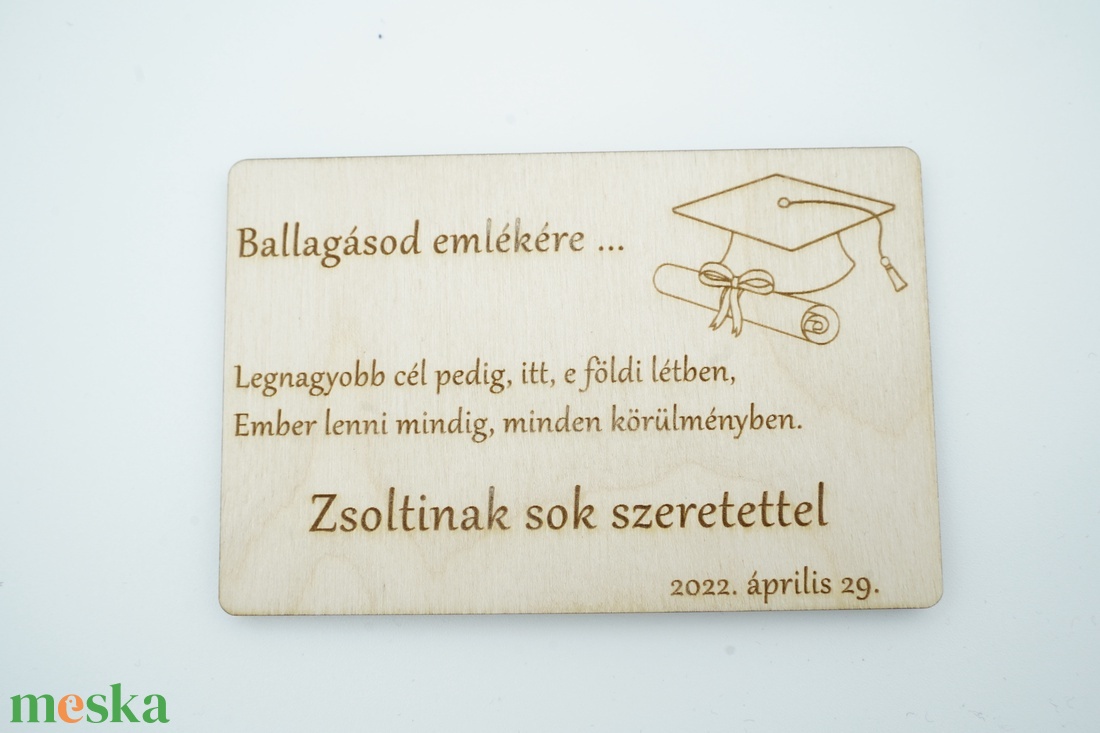 Ballagásod emlékére ...
Legnagyobb cél pedig, itt, e földi létben,
Ember lenni mindig, minden körülményben.
Zsoltinak sok szeretettel
2022. április 29.
meska